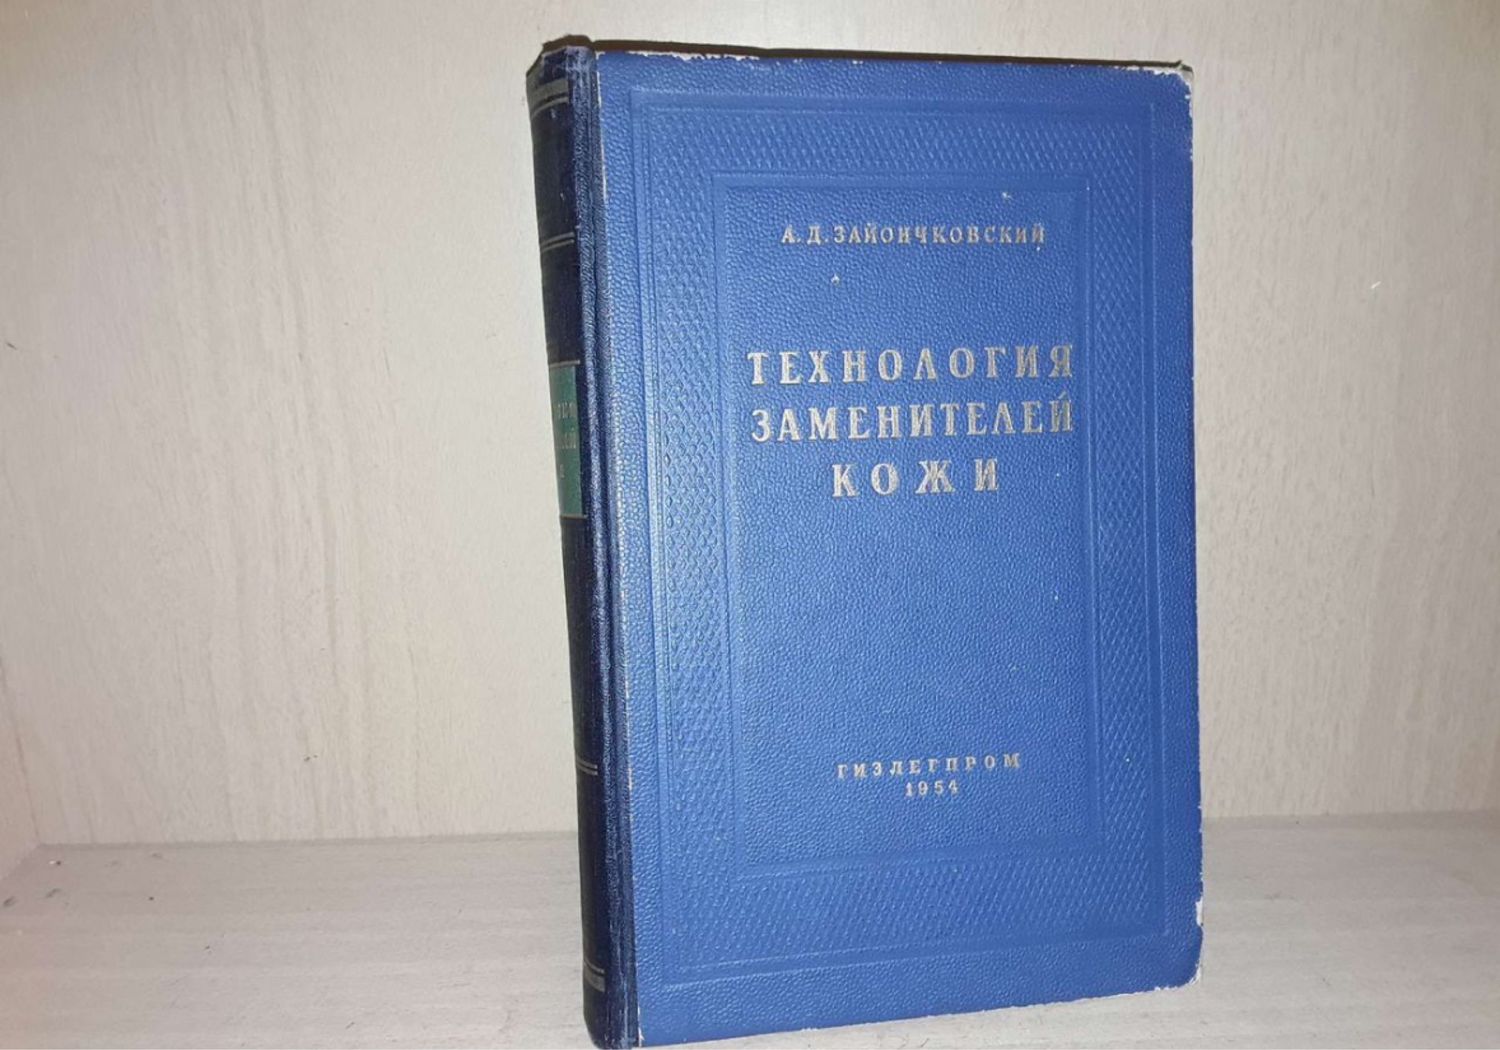 А. Д. ЗАЙОНЧКОВСКИЙ
ТЕХНОЛОГИЯ
ЗАМЕНИТЕЛЕЙ
КОЖИ
ГИЗЛЕГПРОМ
1954